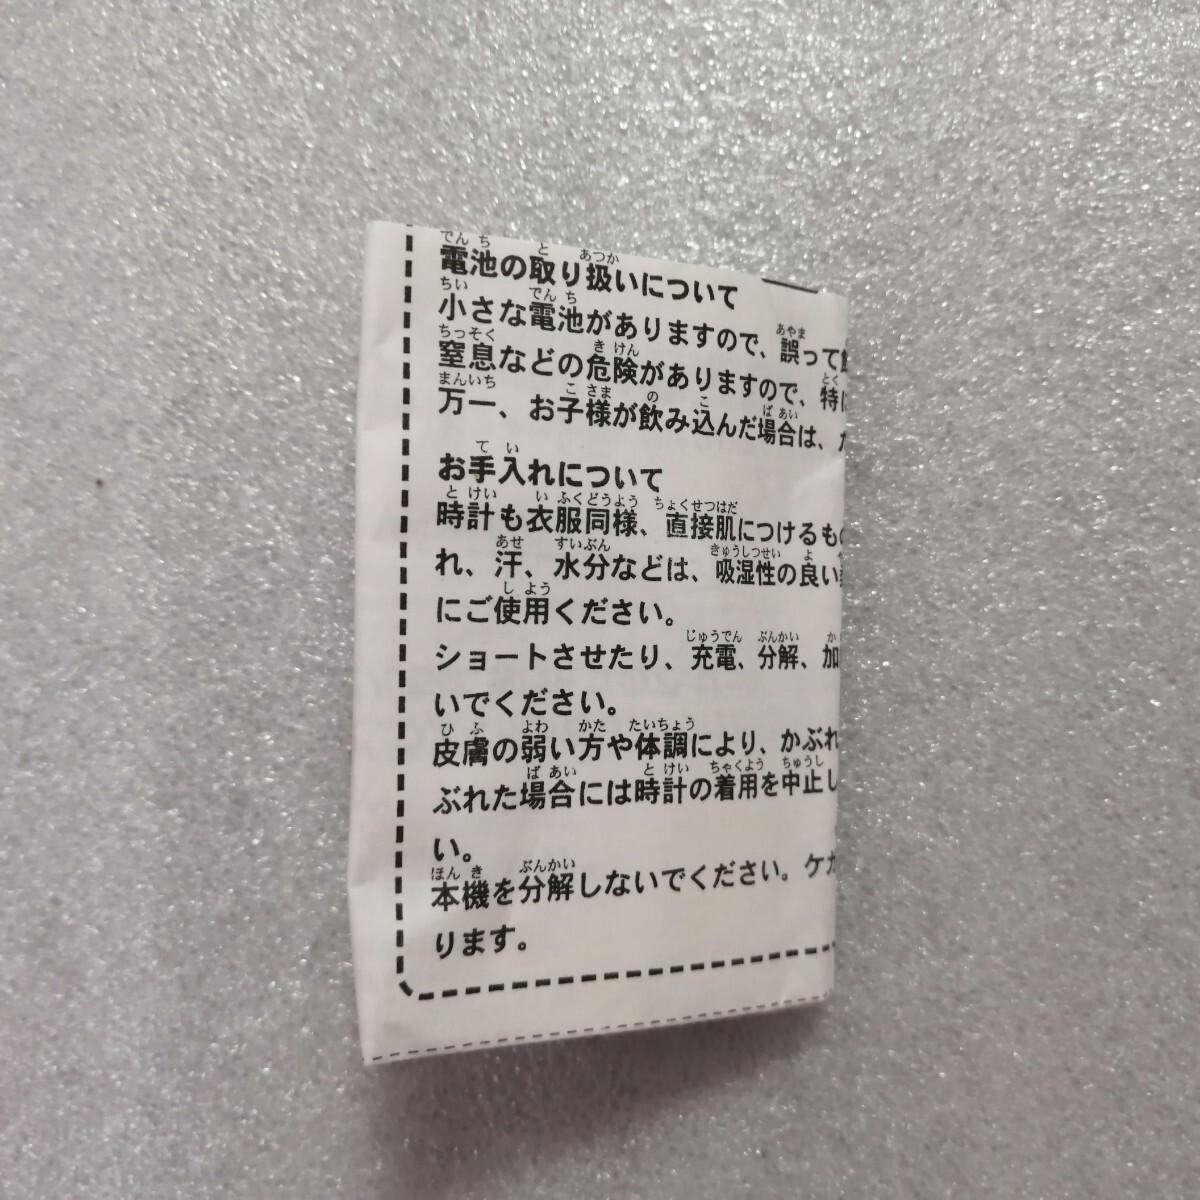 電池の取り扱いについて
小さな電池がありますので、誤って
窒息などの危険がありますので、特に
万一、お子様が飲み込んだ場合は、
お手入れについて
時計も衣服同様、直接肌につけるもの
れ、汗、水分などは、吸湿性の良い
にご使用ください。
ショートさせたり、充電、分解、加
いでください。
皮膚の弱い方や体調により、かぶれ
ぶれた場合には時計の着用を中止し
い。
本機を分解しないでください。ケガ
ります。